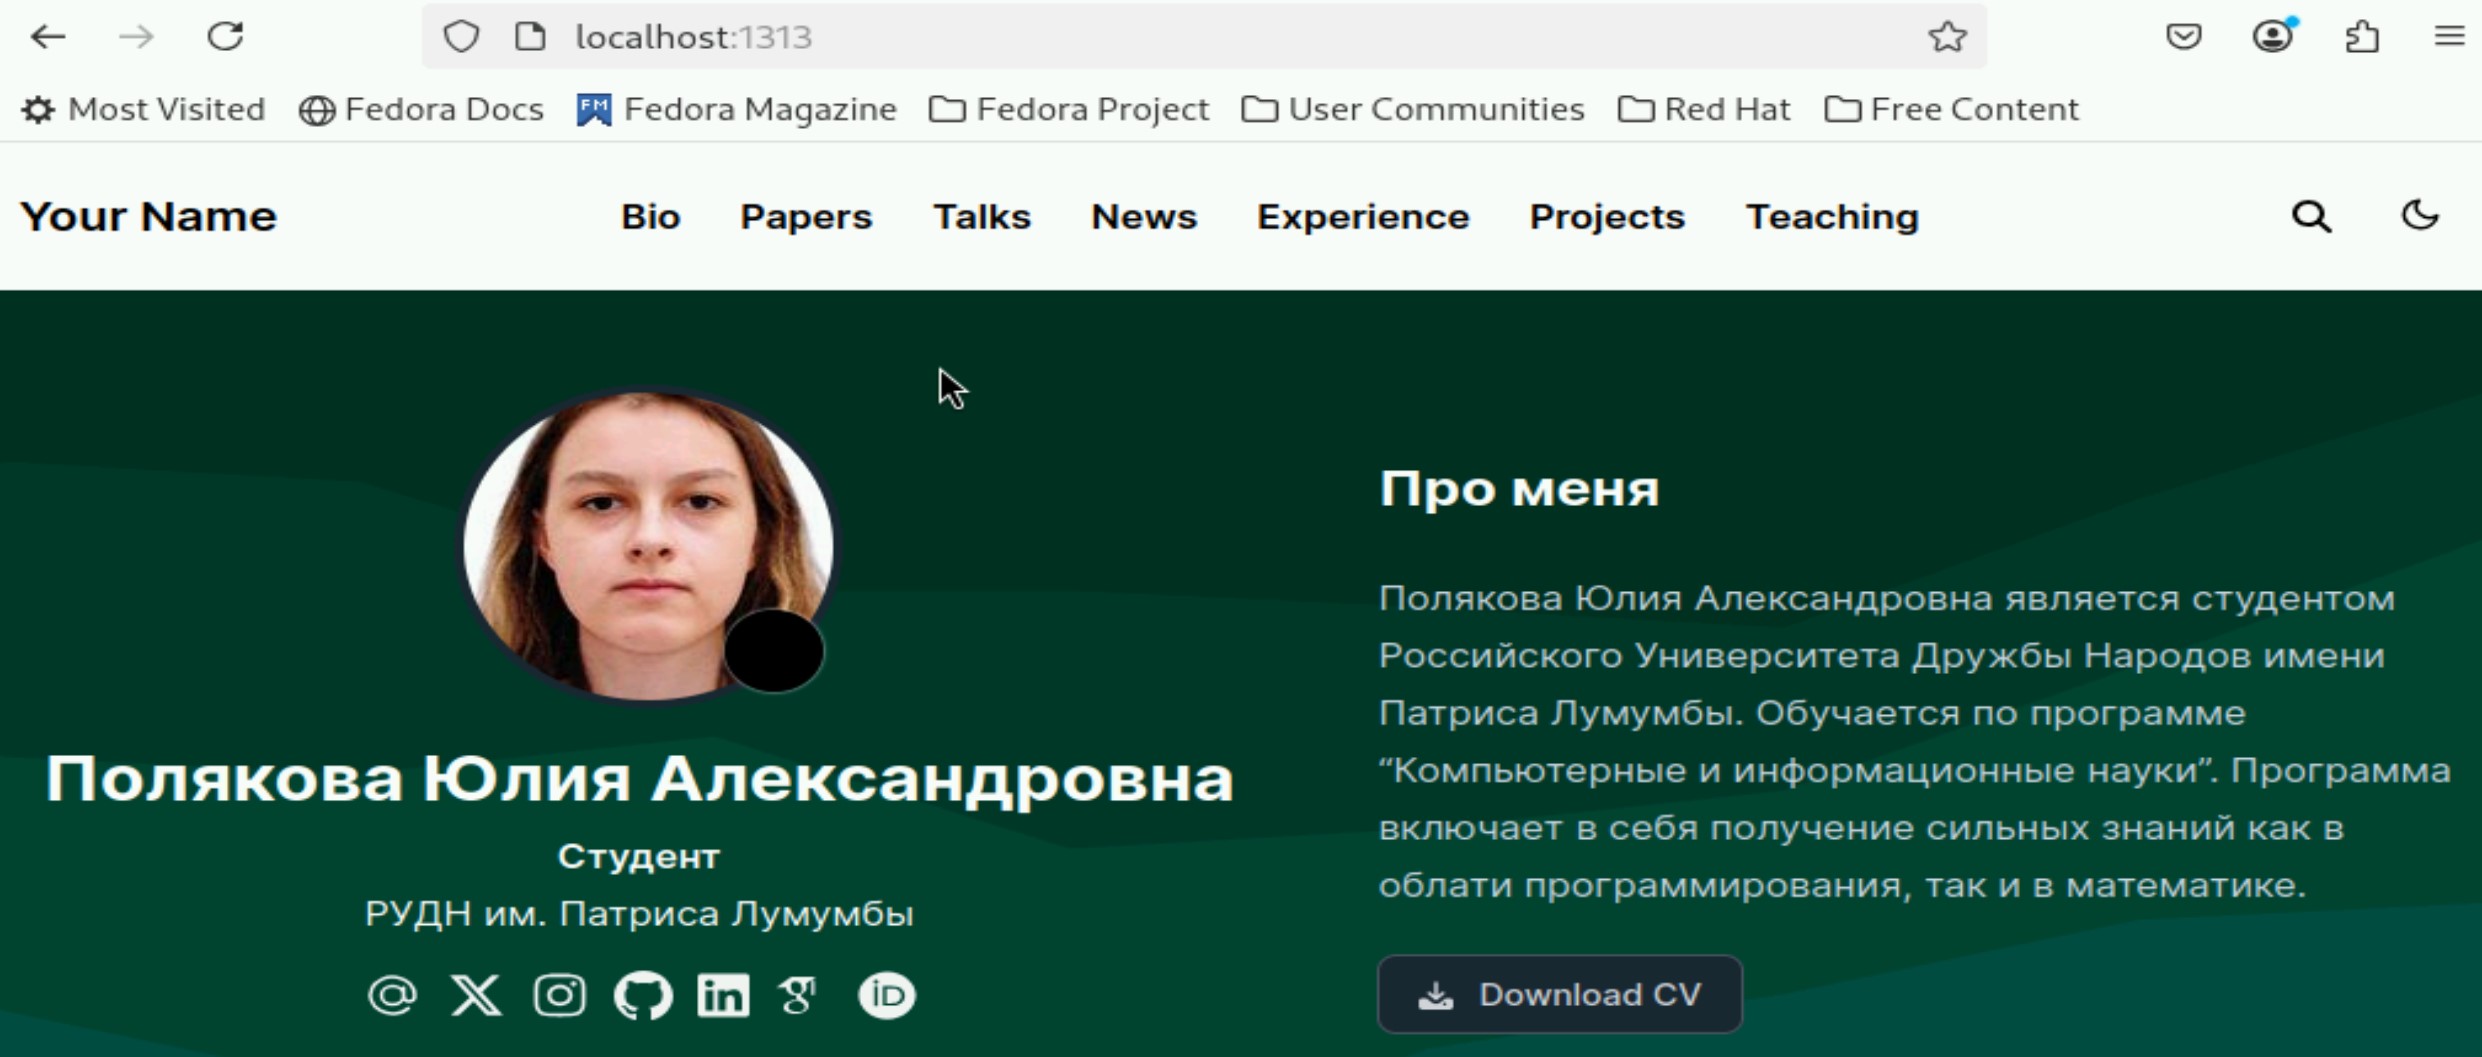 localhost:1313
Most Visited Fedora Docs FM Fedora Magazine Fedora Project User Communities Red Hat Free Content
Your Name Bio Papers Talks News Experience Projects Teaching
Полякова Юлия Александровна
Студент
РУДН им. Патриса Лумумбы
in iD
Про меня
Полякова Юлия Александровна является студентом
Российского Университета Дружбы Народов имени
Патриса Лумумбы. Обучается по программе
“Компьютерные и информационные науки”. Программа
включает в себя получение сильных знаний как в
облати программирования, так и в математике.
Download CV